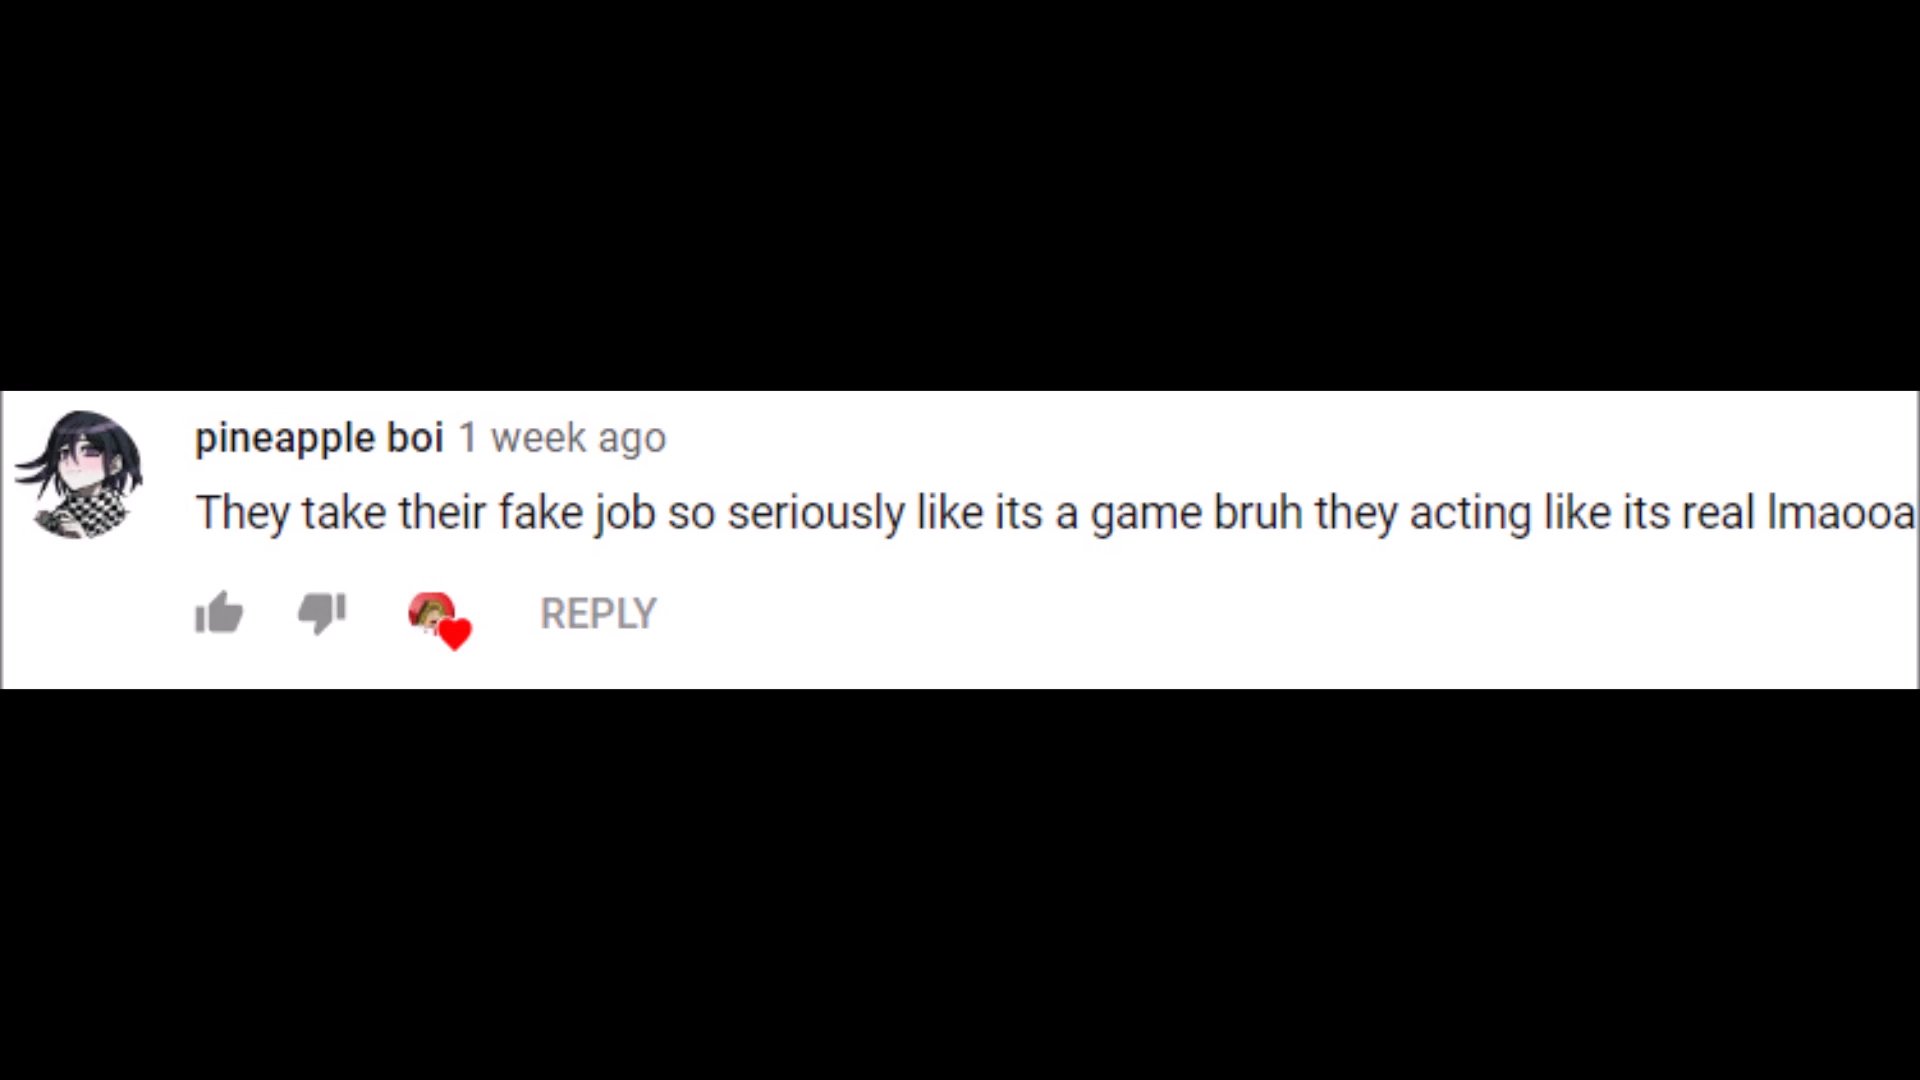 pineapple boi 1 week ago
They take their fake job so seriously like its a game bruh they acting like its real lmaooa
REPLY